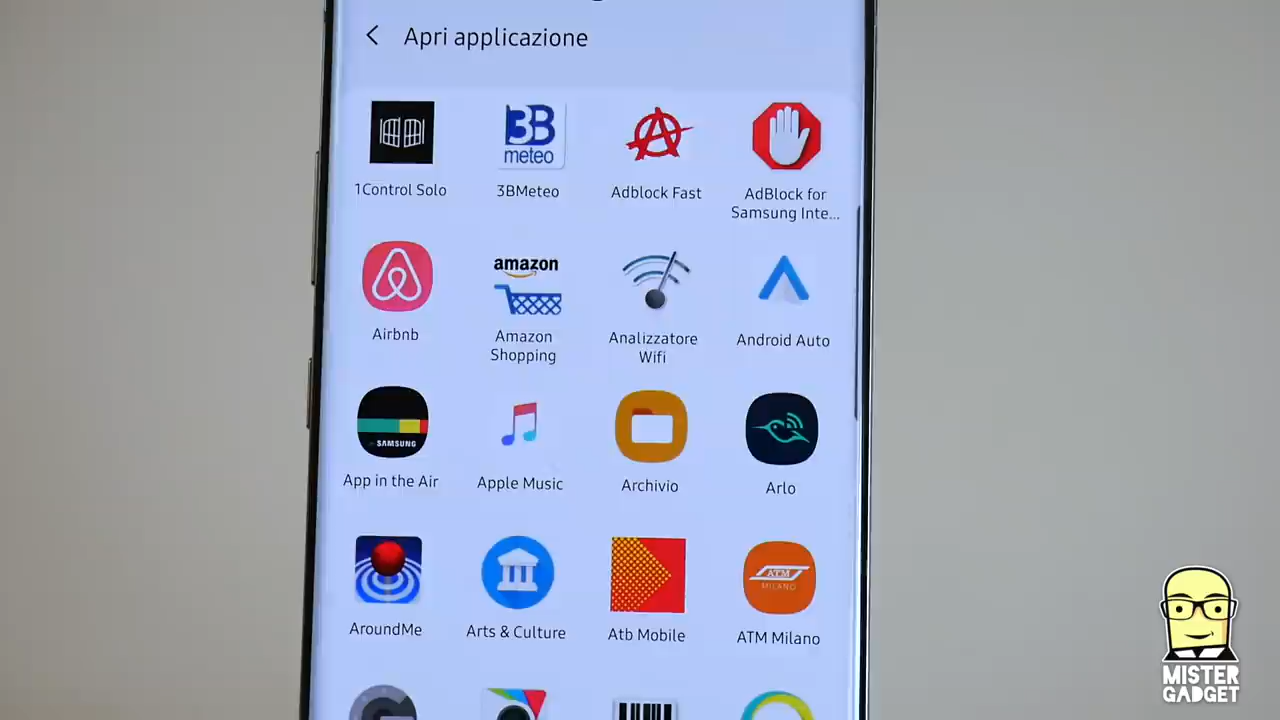 Apri applicazione
3B
meteo
1Control Solo
3BMeteo
Adblock Fast
AdBlock for
Samsung Inte...
amazon
Airbnb
Amazon
Shopping
Analizzatore
Wifi
Android Auto
SAMSUNG
App in the Air
Apple Music
Archivio
Arlo
ATM
MILANO
AroundMe
Arts & Culture
Atb Mobile
ATM Milano
MISTER
GADGET